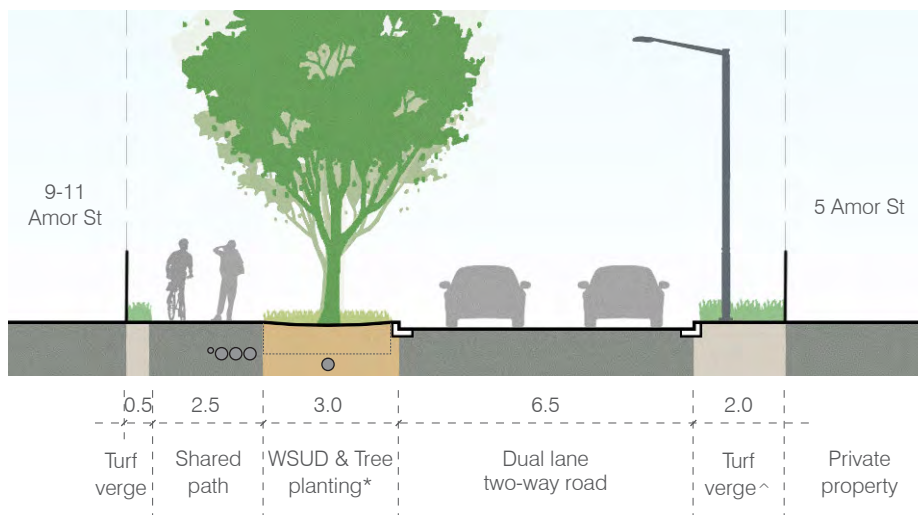 9-11
Amor St
5 Amor St
0.5 2.5 3.0 6.5 2.0
Turf
verge
Shared
path
WSUD & Tree
planting*
Dual lane
two-way road
Turf
verge^
Private
property